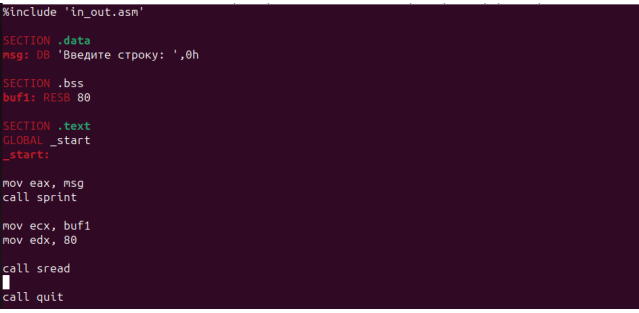 %include 'in_out.asm'
SECTION .data
msg: DB 'Введите строку: ',0h
SECTION .bss
buf1: RESB 80
SECTION .text
GLOBAL _start
_start:
mov eax, msg
call sprint
mov ecx, buf1
mov edx, 80
call sread
call quit